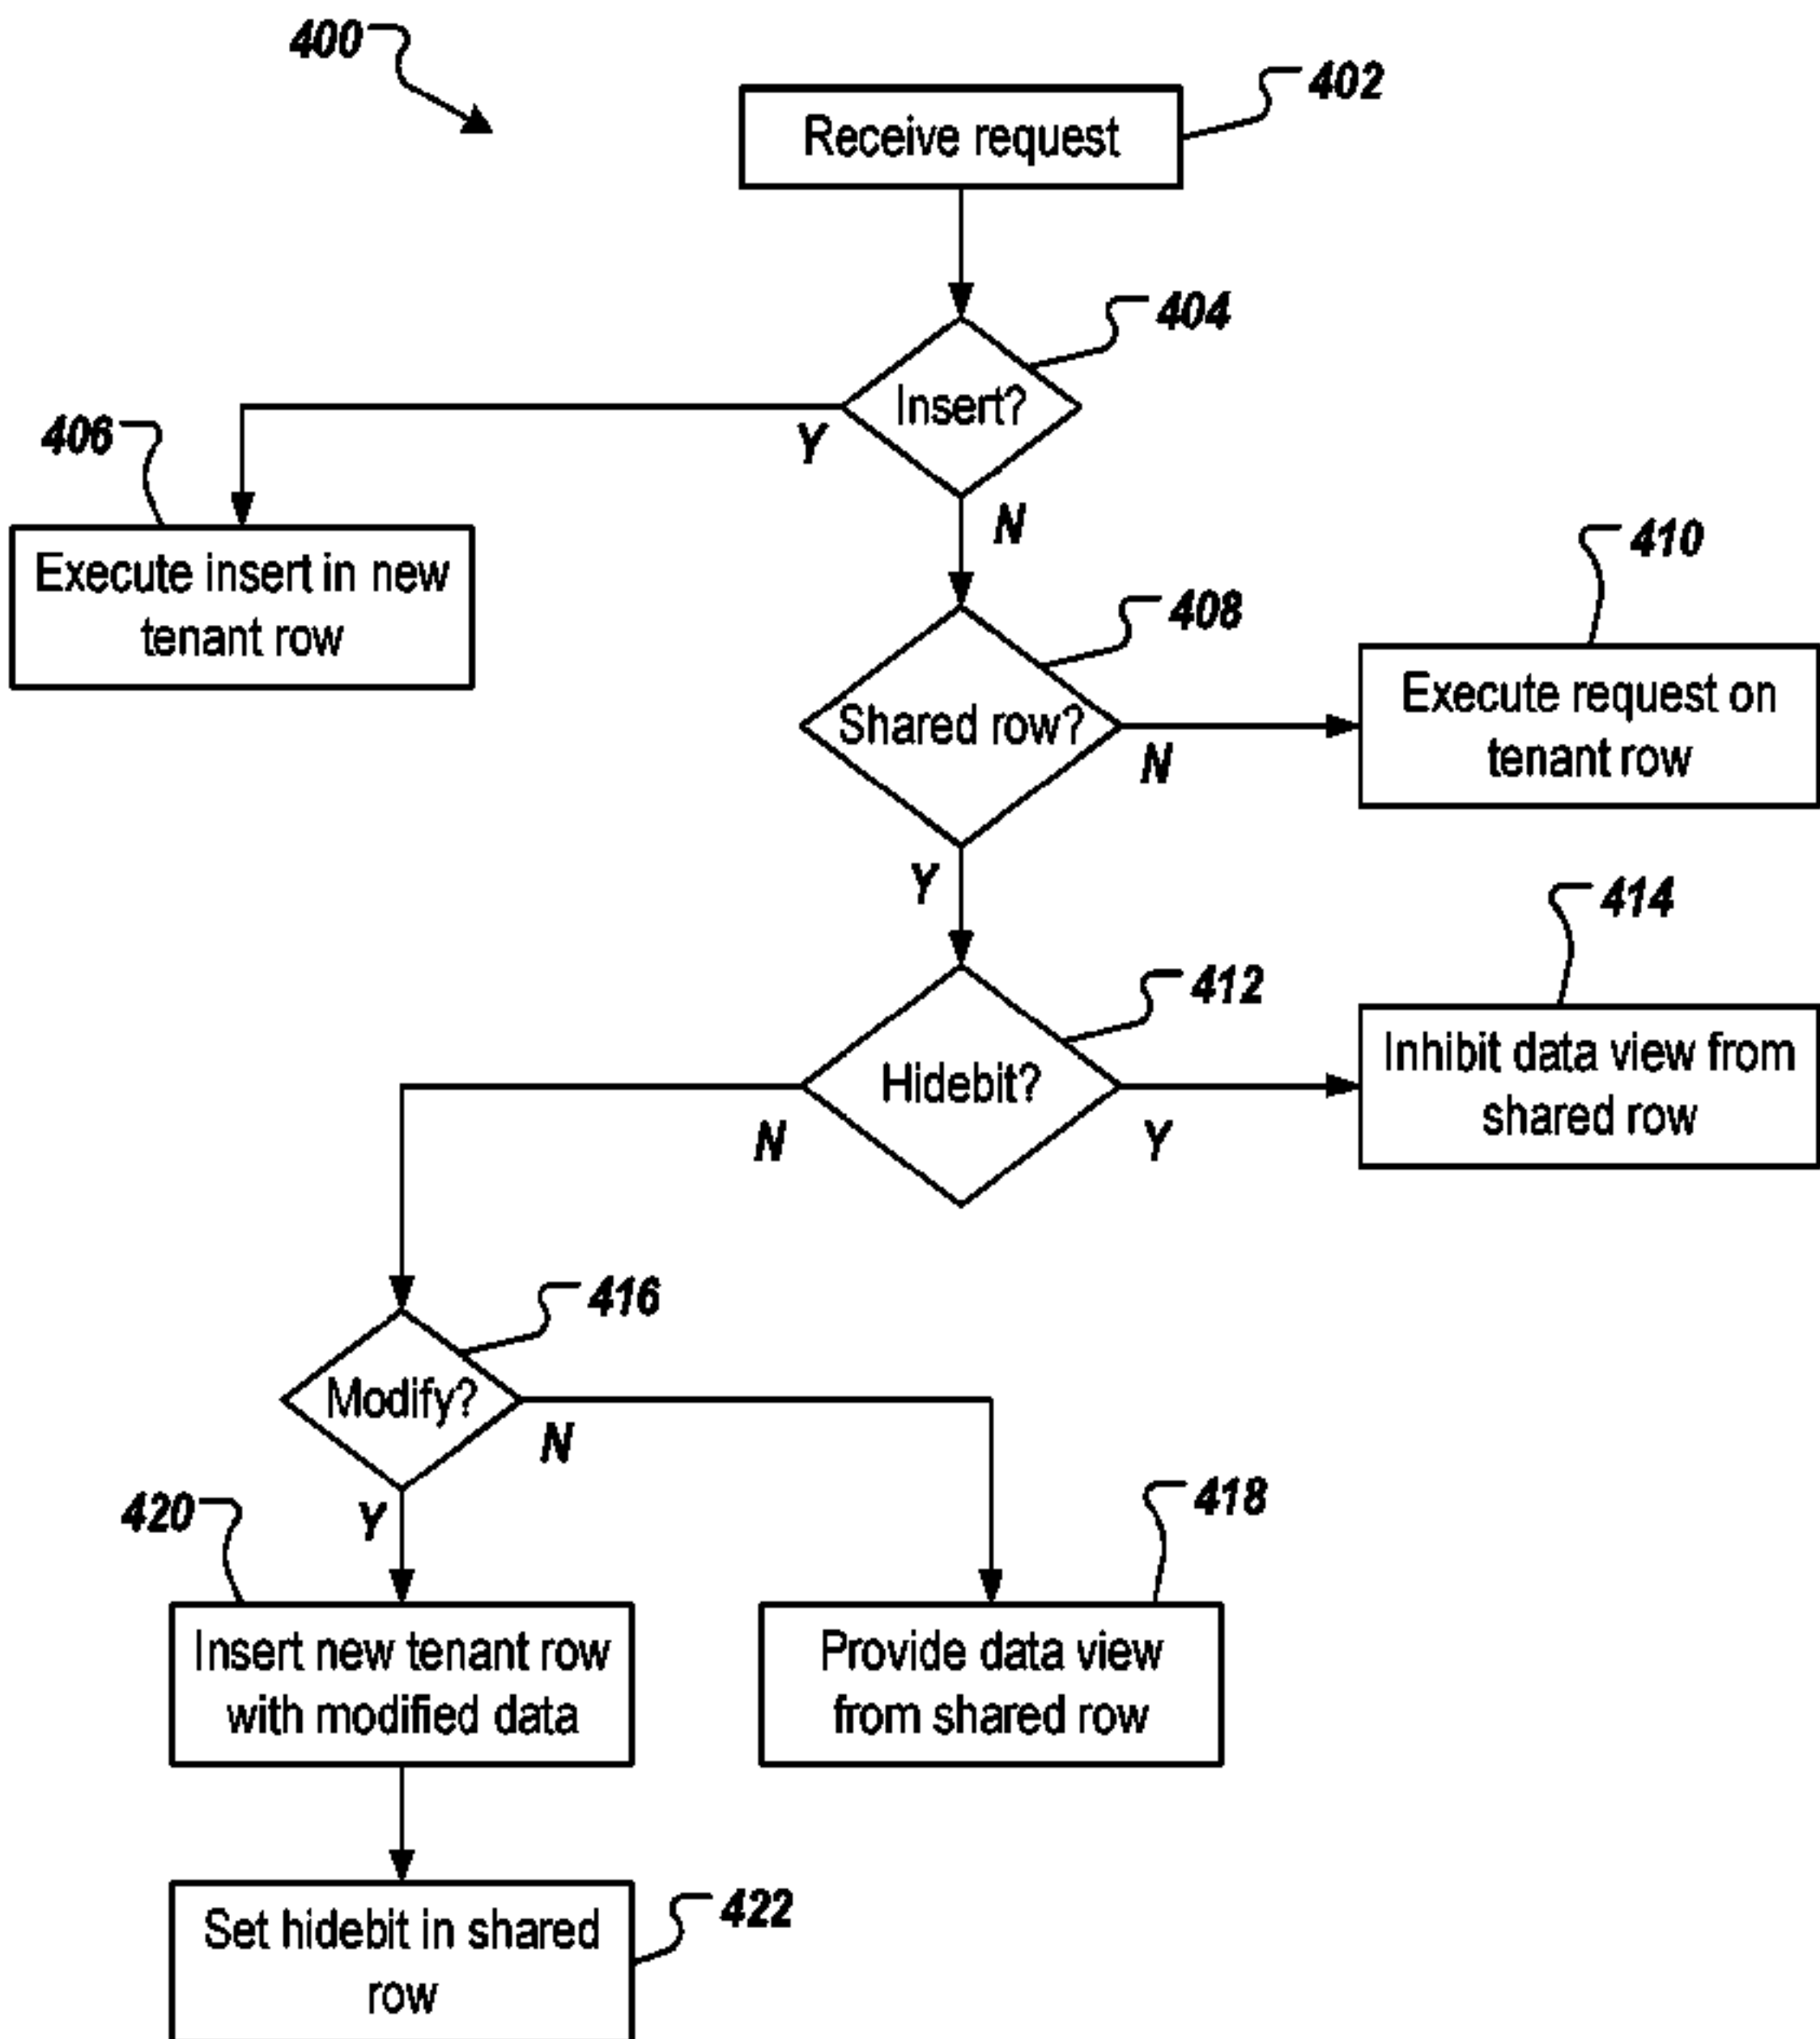 400
402
Receive request
404
Insert?
Y
N
406
Execute insert in new
tenant row
408
Shared row?
N
Y
410
Execute request on
tenant row
412
Hidebit?
N
Y
414
Inhibit data view from
shared row
416
Modify?
N
Y
418
Provide data view
from shared row
420
Insert new tenant row
with modified data
422
Set hidebit in shared
row